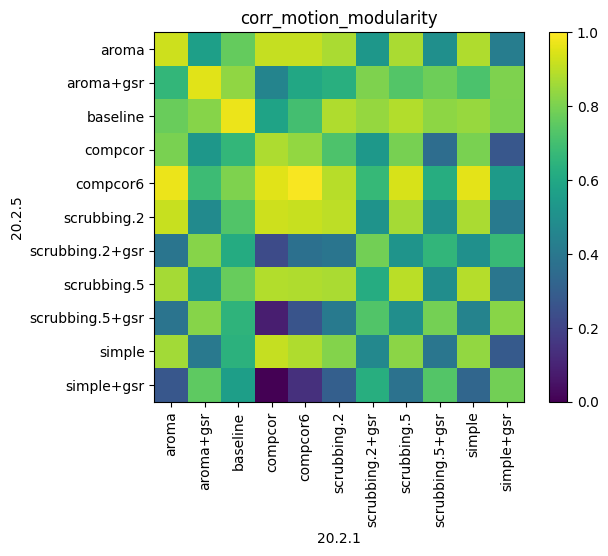 corr_motion_modularity
20.2.5
aroma
aroma+gsr
baseline
compcor
compcor6
scrubbing.2
scrubbing.2+gsr
scrubbing.5
scrubbing.5+gsr
simple
simple+gsr
1.0
0.8
0.6
0.4
0.2
0.0
aroma
aroma+gsr
baseline
compcor
compcor6
scrubbing.2
scrubbing.2+gsr
scrubbing.5
scrubbing.5+gsr
simple
simple+gsr
20.2.1